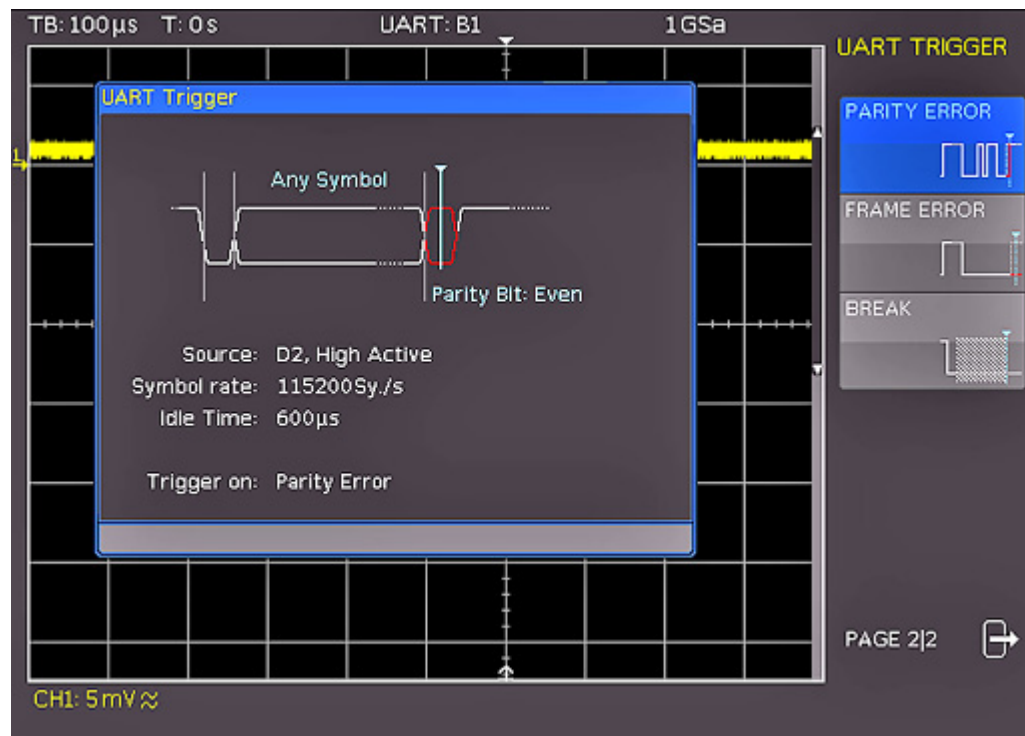 TB: 100µs T: 0s UART: B1 1GSa
UART TRIGGER
UART Trigger
PARITY ERROR
1
Any Symbol
FRAME ERROR
Parity Bit: Even
BREAK
Source: D2, High Active
Symbol rate: 115200Sy./s
Idle Time: 600µs
Trigger on: Parity Error
PAGE 2|2
CH1: 5mV≈